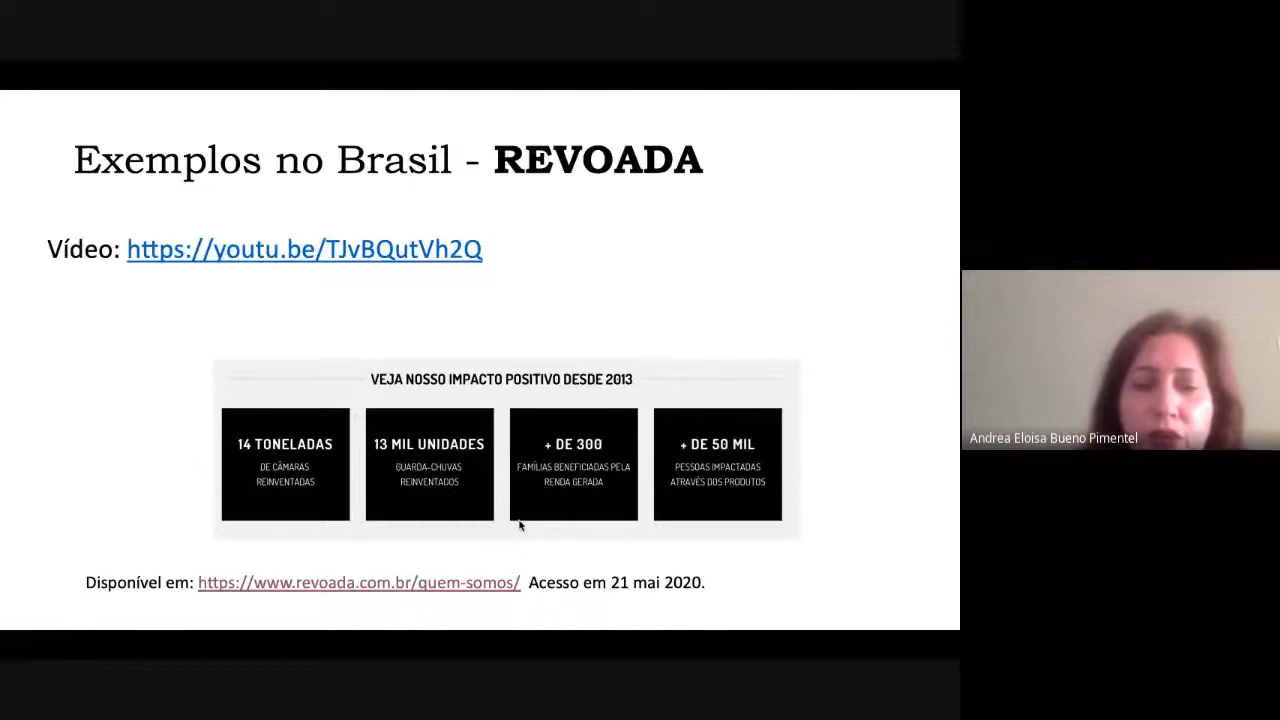 Exemplos no Brasil - REVOADA
Vídeo: https://youtu.be/TJvBQutVh2Q
VEJA NOSSO IMPACTO POSITIVO DESDE 2013
14 TONELADAS
DE CÂMARAS
REINVENTADAS
13 MIL UNIDADES
GUARDA-CHUVAS
REINVENTADOS
+ DE 300
FAMÍLIAS BENEFICIADAS PELA
RENDA GERADA
+ DE 50 MIL
PESSOAS IMPACTADAS
ATRAVÉS DOS PRODUTOS
Disponível em: https://www.revoada.com.br/quem-somos/ Acesso em 21 mai 2020.
Andrea Eloisa Bueno Pimentel